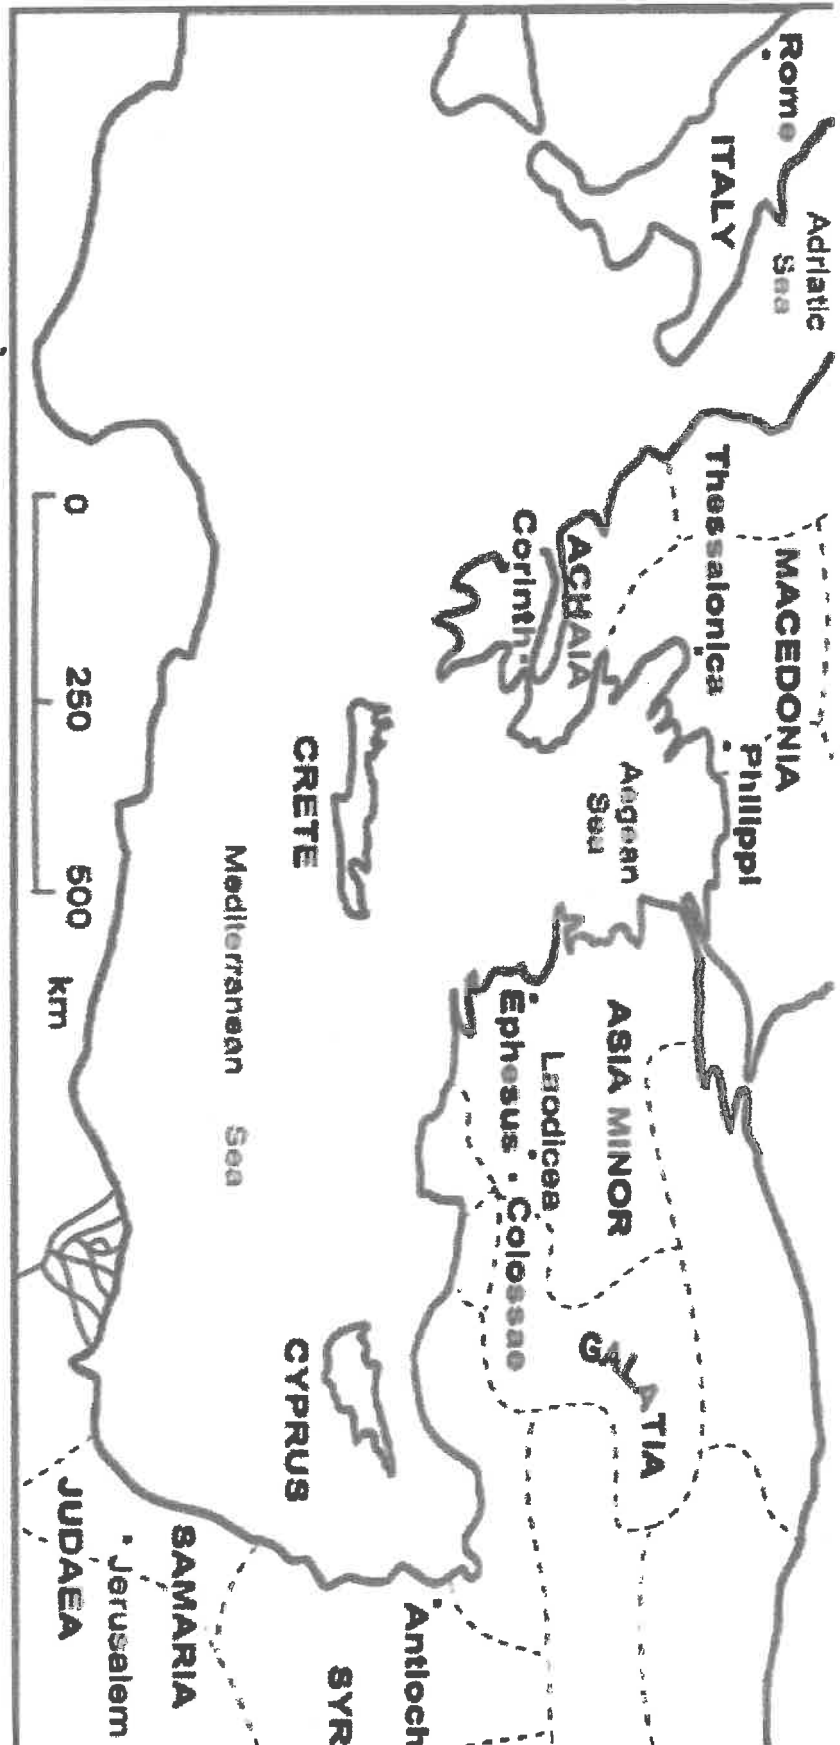 Rome
ITALY
Adriatic
Sea
MACEDONIA
Thessalonica
Philippi
ACHAIA
Corinth
Aegean
Sea
ASIA MINOR
Ephesus
Laodicea
Colossae
GALATIA
CRETE
Mediterranean Sea
CYPRUS
Antioch
SYR
SAMARIA
Jerusalem
JUDAEA
0 250 500 km